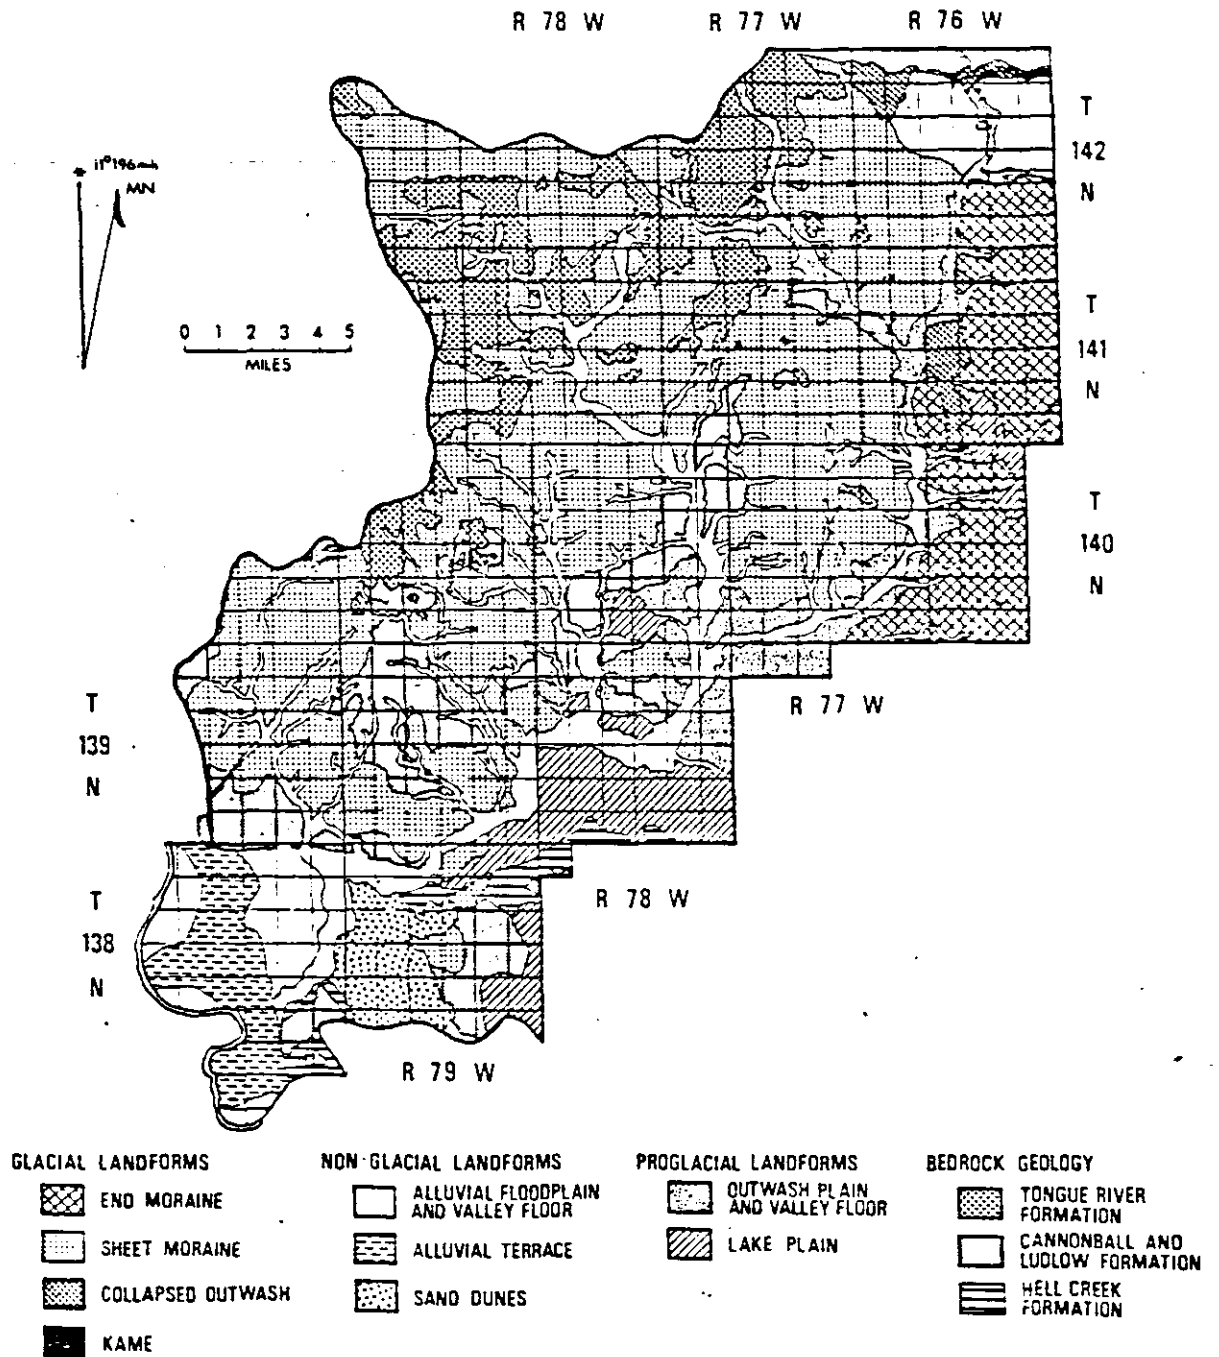 R 78 W
R 77 W
R 76 W
T
142
N
MN
0 1 2 3 4 5
MILES
T
141
N
T
140
N
R 77 W
T
139
N
R 78 W
T
138
N
R 79 W
GLACIAL LANDFORMS
END MORAINE
SHEET MORAINE
COLLAPSED OUTWASH
KAME
NON-GLACIAL LANDFORMS
ALLUVIAL FLOODPLAIN
AND VALLEY FLOOR
ALLUVIAL TERRACE
SAND DUNES
PROGLACIAL LANDFORMS
OUTWASH PLAIN
AND VALLEY FLOOR
LAKE PLAIN
BEDROCK GEOLOGY
TONGUE RIVER
FORMATION
CANNONBALL AND
LUDLOW FORMATION
HELL CREEK
FORMATION